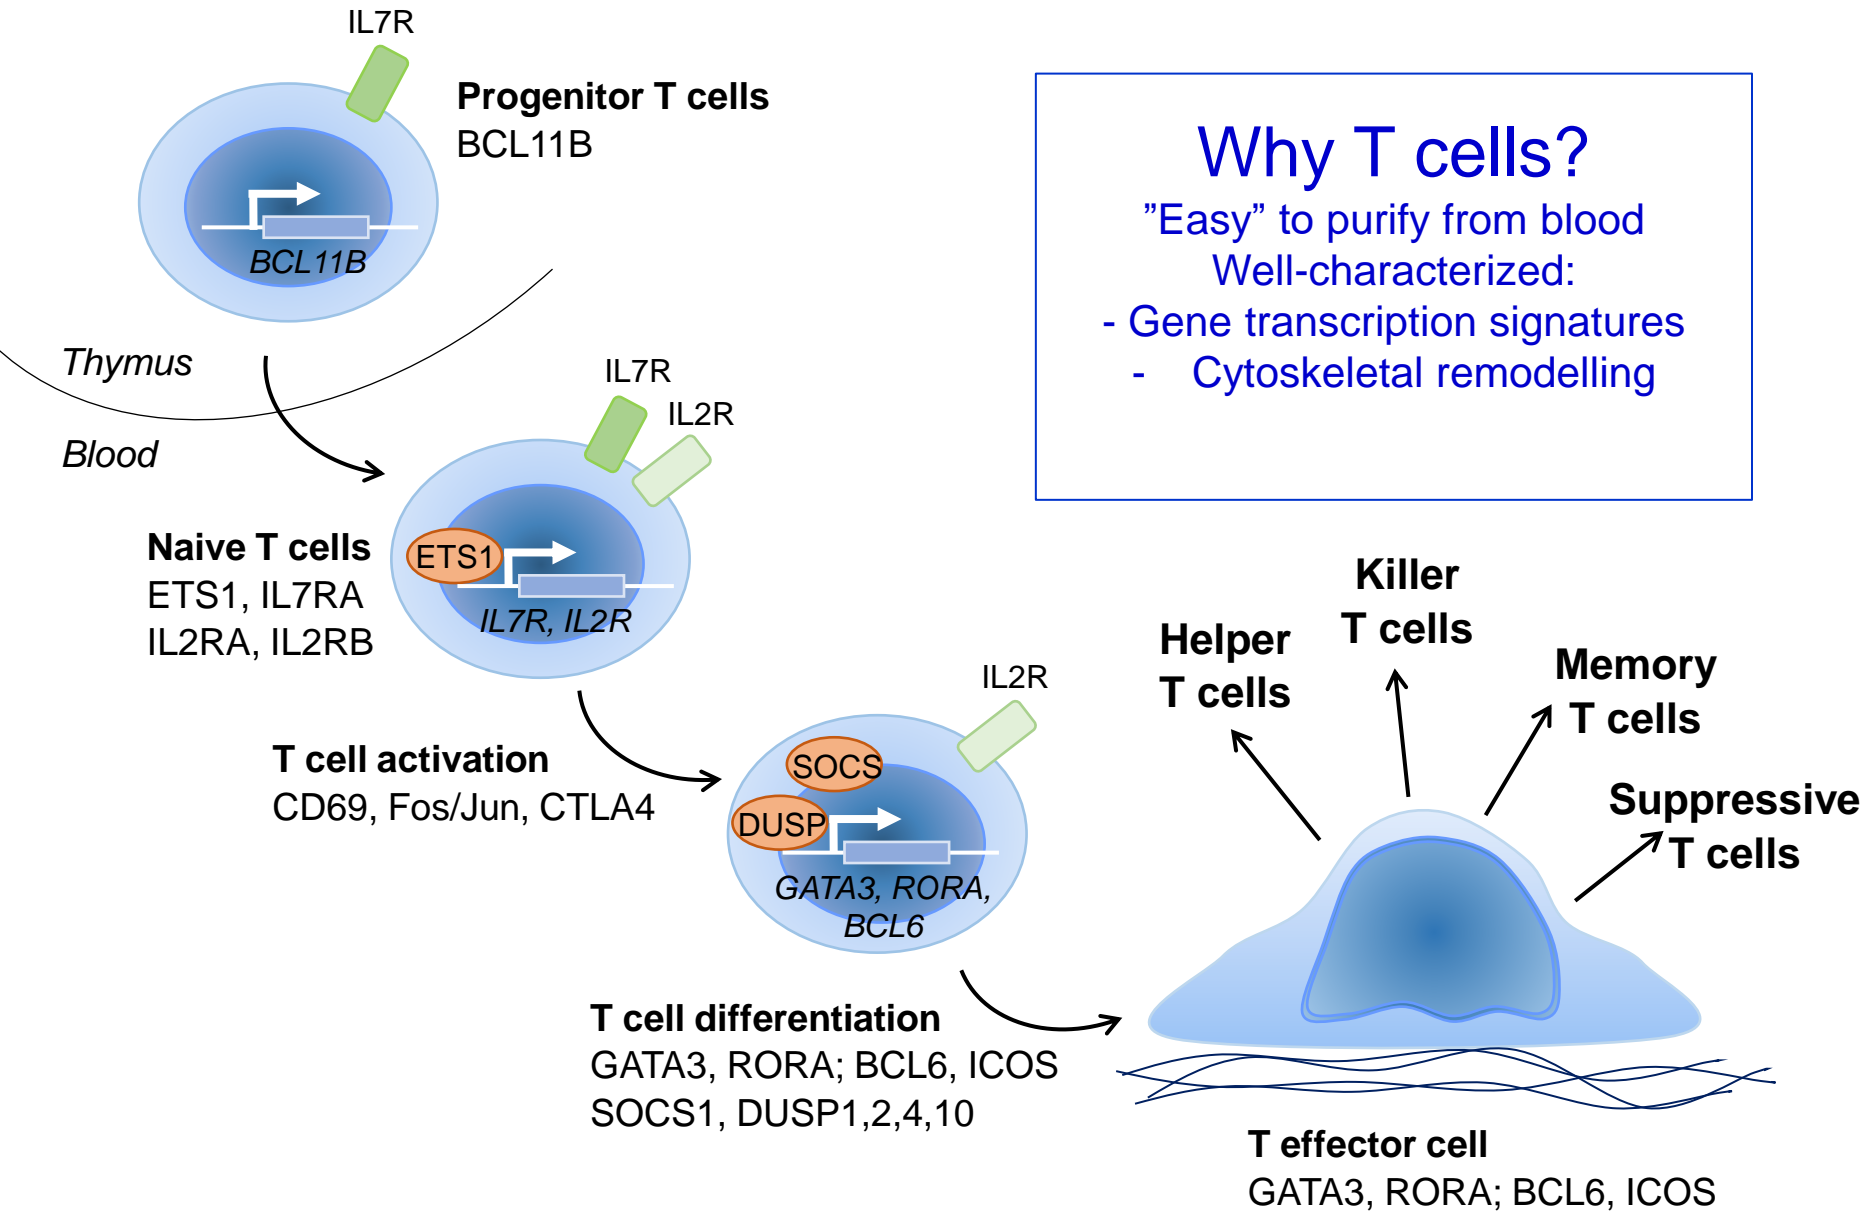 IL7R
Progenitor T cells
BCL11B
BCL11B
Thymus
Blood
Why T cells?
”Easy” to purify from blood
Well-characterized:
- Gene transcription signatures
- Cytoskeletal remodelling
IL7R
IL2R
Naive T cells
ETS1, IL7RA
IL2RA, IL2RB
ETS1
IL7R, IL2R
T cell activation
CD69, Fos/Jun, CTLA4
IL2R
SOCS
DUSP
GATA3, RORA,
BCL6
T cell differentiation
GATA3, RORA; BCL6, ICOS
SOCS1, DUSP1,2,4,10
Helper
T cells
Killer
T cells
Memory
T cells
Suppressive
T cells
T effector cell
GATA3, RORA; BCL6, ICOS